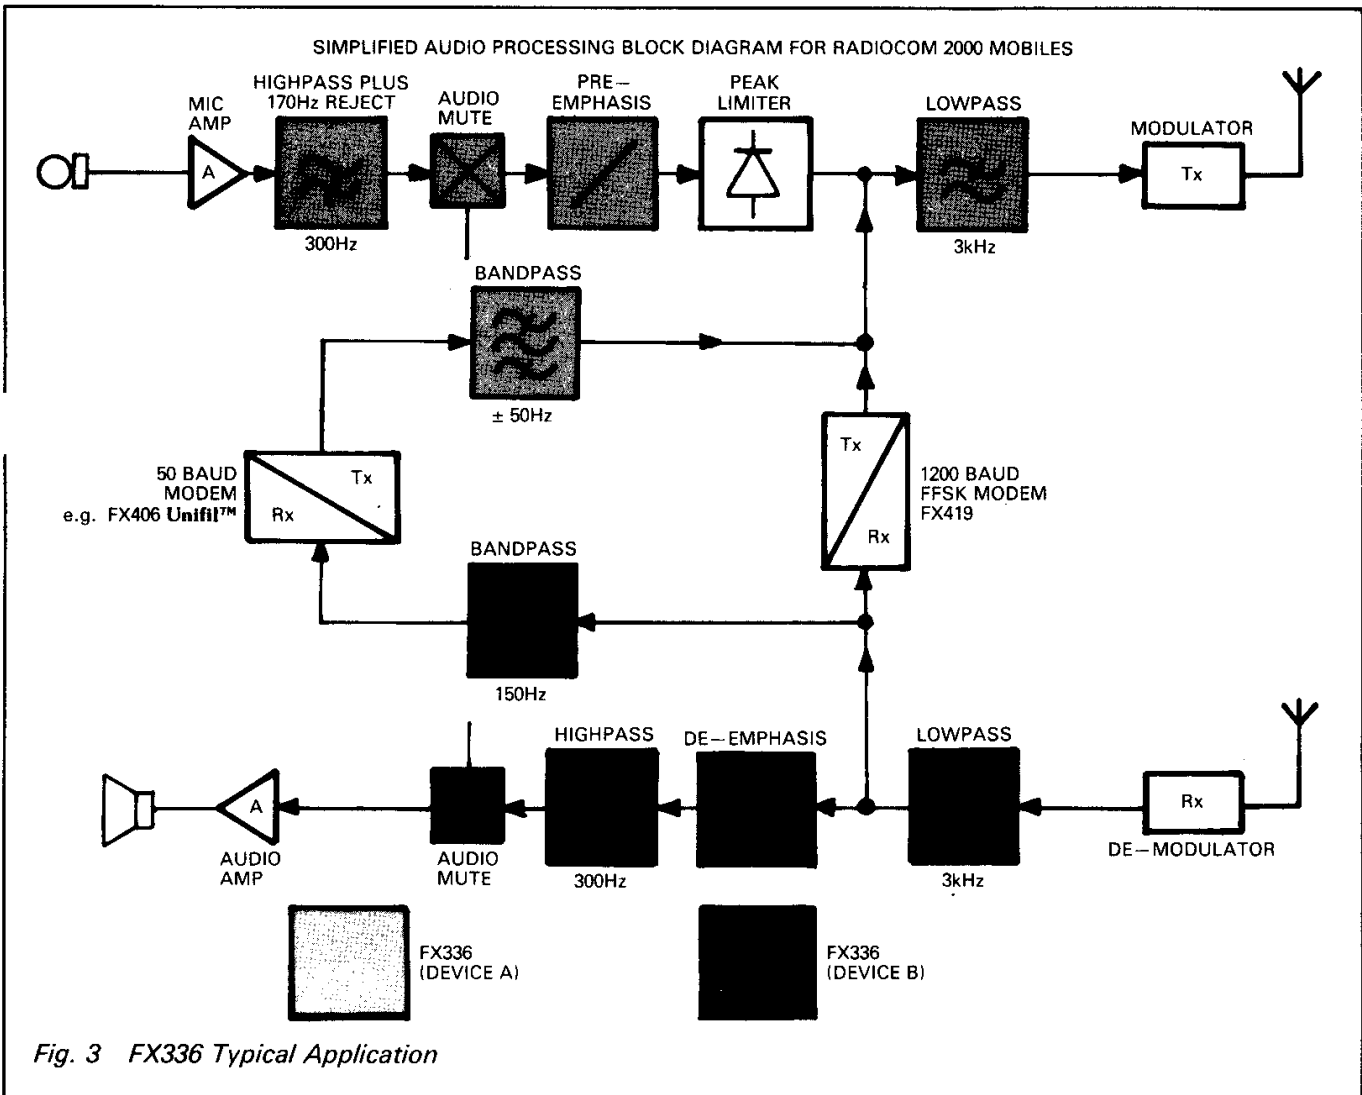 SIMPLIFIED AUDIO PROCESSING BLOCK DIAGRAM FOR RADIOCOM 2000 MOBILES
MIC
AMP
A
HIGHPASS PLUS
170Hz REJECT
300Hz
AUDIO
MUTE
PRE—
EMPHASIS
PEAK
LIMITER
LOWPASS
3kHz
MODULATOR
Tx
BANDPASS
± 50Hz
50 BAUD
MODEM
e.g. FX406 Unifil™
Tx
Rx
Tx
Rx
1200 BAUD
FFSK MODEM
FX419
BANDPASS
150Hz
A
AUDIO
AMP
AUDIO
MUTE
HIGHPASS
300Hz
DE—EMPHASIS
LOWPASS
3kHz
Rx
DE—MODULATOR
FX336
(DEVICE A)
FX336
(DEVICE B)
Fig. 3 FX336 Typical Application